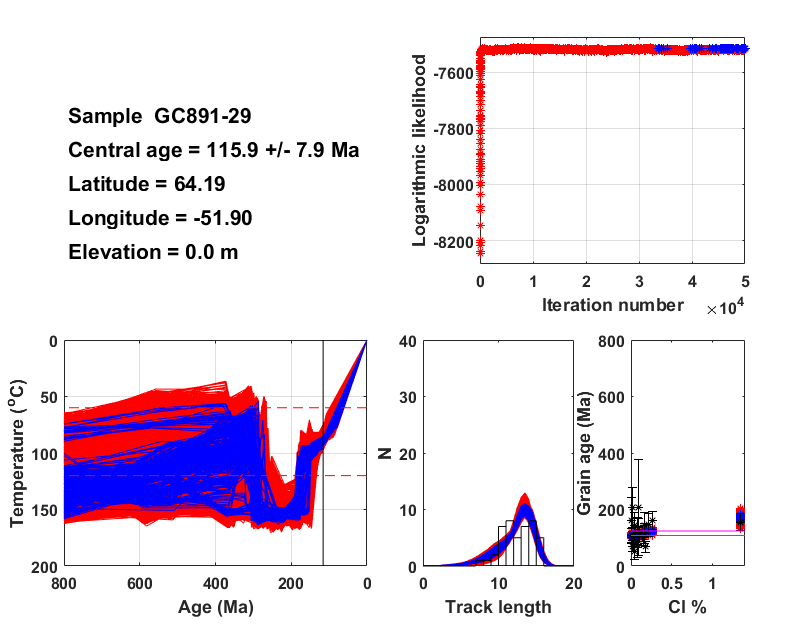 Sample  GC891-29
Central age = 115.9 +/- 7.9 Ma
Latitude = 64.19
Longitude = -51.90
Elevation = 0.0 m
Logarithmic likelihood
-7600
-7800
-8000
-8200
0 1 2 3 4 5
Iteration number
×10^4
Temperature (°C)
0
50
100
150
200
800 600 400 200 0
Age (Ma)
N
40
30
20
10
0
0 10 20
Track length
Grain age (Ma)
800
600
400
200
0
0 0.5 1
Cl %